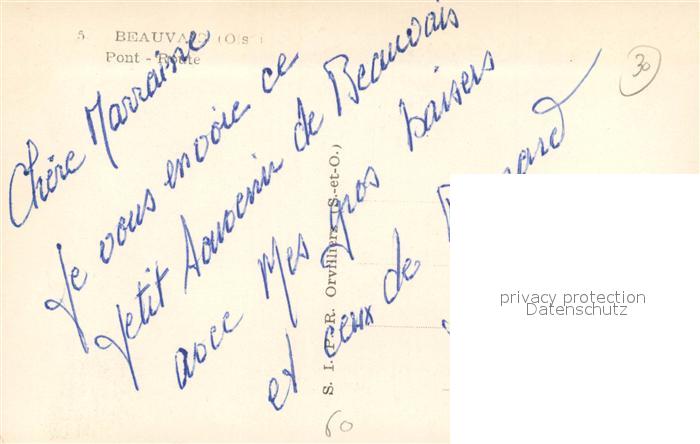 5. BEAUVAIS (Oise)
Pont - Route
30
Chère Marraine
Je vous envoie ce
petit souvenir de Beauvais
avec mes gros baisers
et ceux de
S. I. P. R. Orvilliers (S.-et-O.)
60
privacy protection
Datenschutz